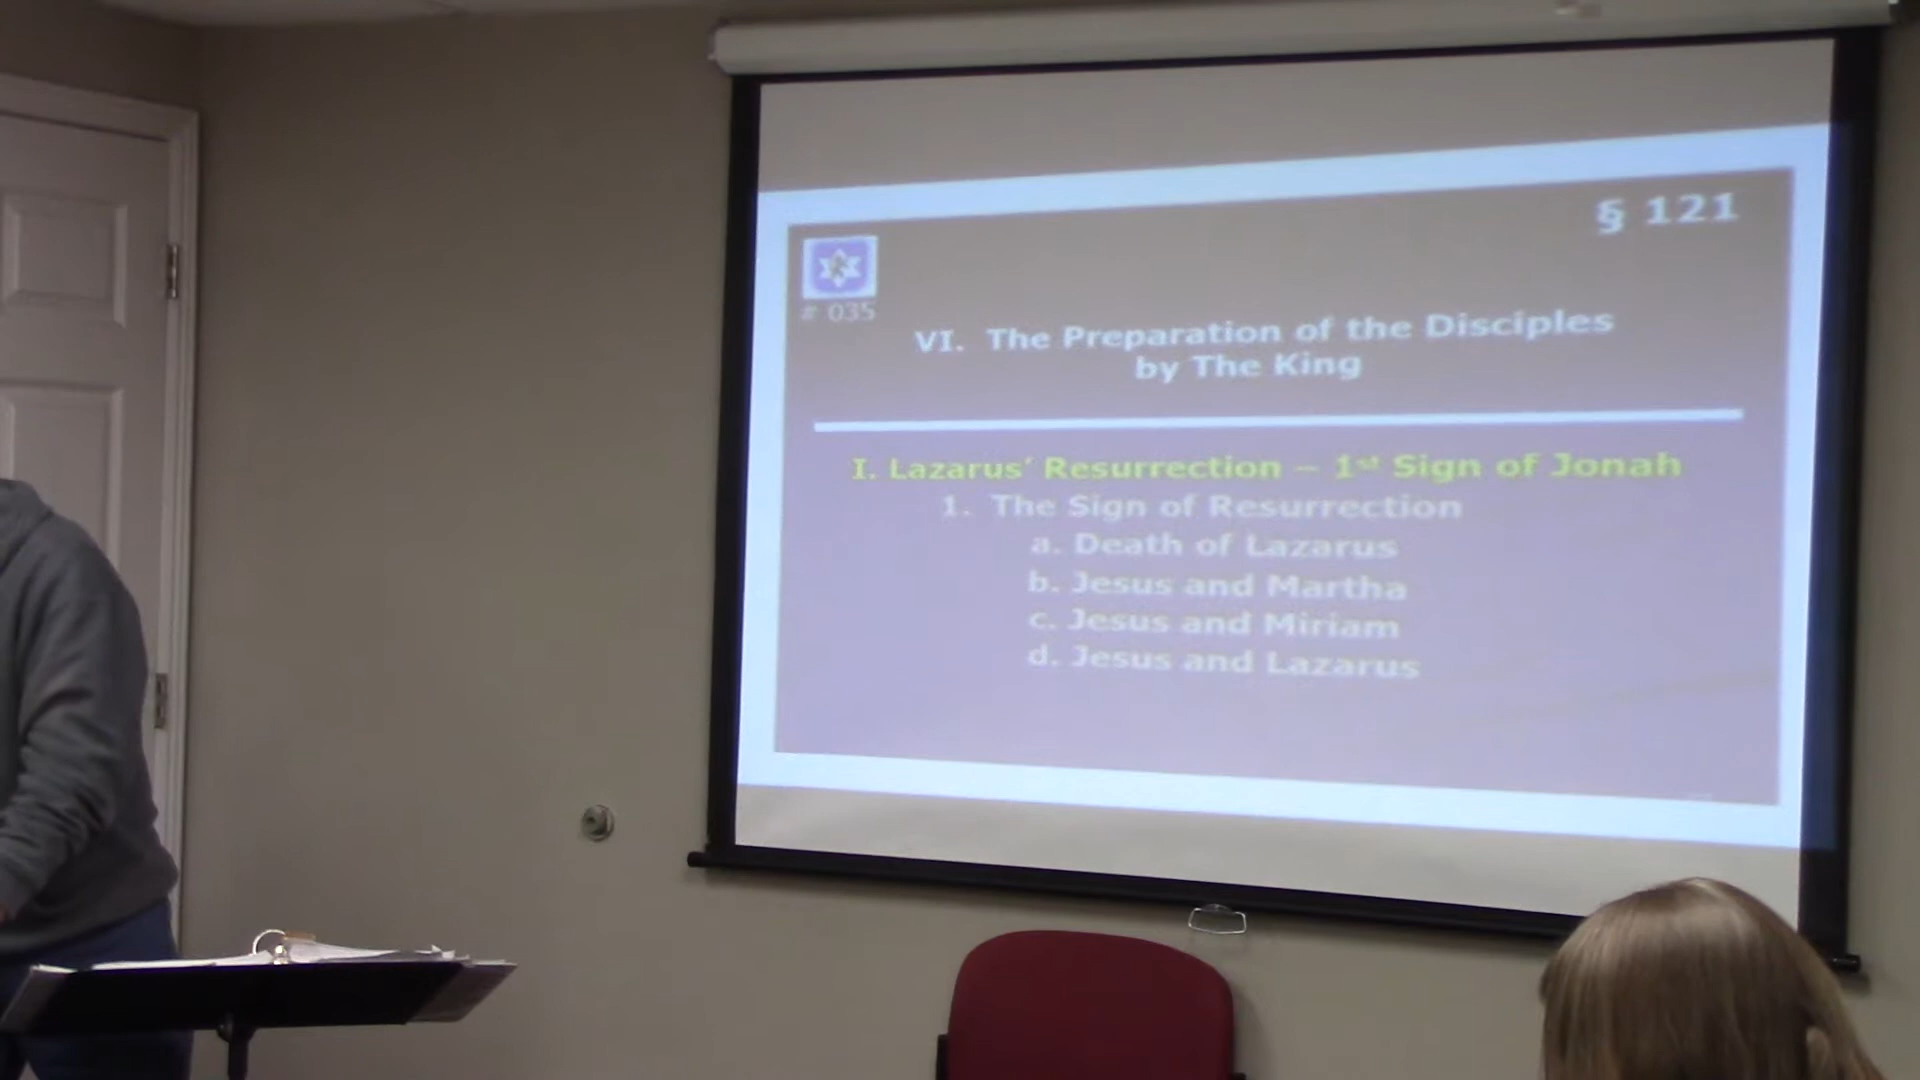 § 121
# 035
VI. The Preparation of the Disciples
by The King
I. Lazarus’ Resurrection – 1st Sign of Jonah
1. The Sign of Resurrection
a. Death of Lazarus
b. Jesus and Martha
c. Jesus and Miriam
d. Jesus and Lazarus